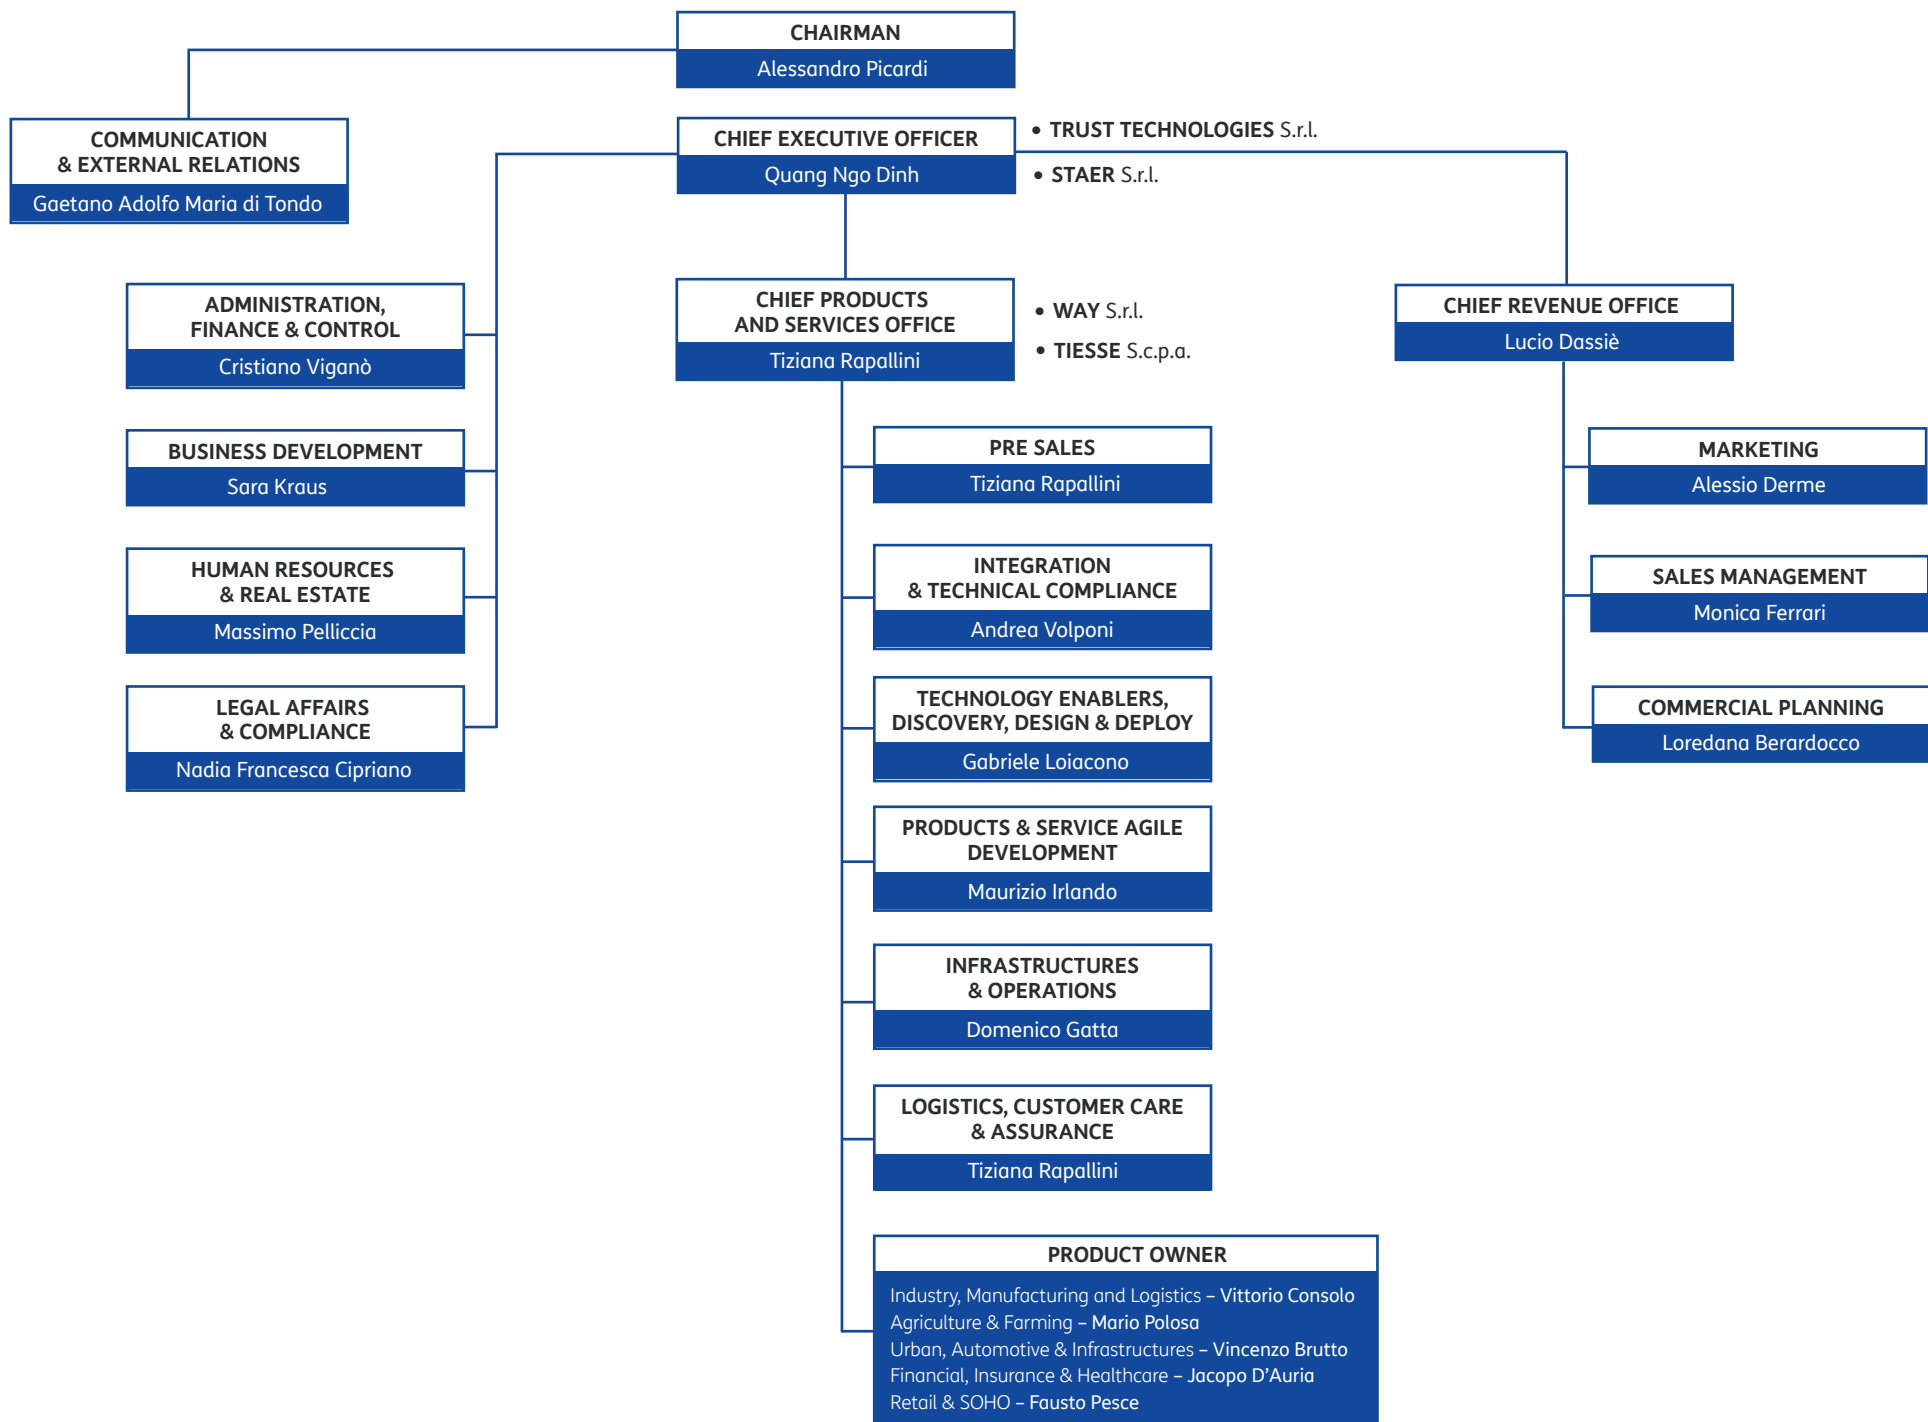 CHAIRMAN
Alessandro Picardi
COMMUNICATION
& EXTERNAL RELATIONS
Gaetano Adolfo Maria di Tondo
CHIEF EXECUTIVE OFFICER
Quang Ngo Dinh
• TRUST TECHNOLOGIES S.r.l.
• STAER S.r.l.
ADMINISTRATION,
FINANCE & CONTROL
Cristiano Viganò
BUSINESS DEVELOPMENT
Sara Kraus
HUMAN RESOURCES
& REAL ESTATE
Massimo Pelliccia
LEGAL AFFAIRS
& COMPLIANCE
Nadia Francesca Cipriano
CHIEF PRODUCTS
AND SERVICES OFFICE
Tiziana Rapallini
• WAY S.r.l.
• TIESSE S.c.p.a.
PRE SALES
Tiziana Rapallini
INTEGRATION
& TECHNICAL COMPLIANCE
Andrea Volponi
TECHNOLOGY ENABLERS,
DISCOVERY, DESIGN & DEPLOY
Gabriele Loiacono
PRODUCTS & SERVICE AGILE
DEVELOPMENT
Maurizio Irlando
INFRASTRUCTURES
& OPERATIONS
Domenico Gatta
LOGISTICS, CUSTOMER CARE
& ASSURANCE
Tiziana Rapallini
PRODUCT OWNER
Industry, Manufacturing and Logistics – Vittorio Consolo
Agriculture & Farming – Mario Polosa
Urban, Automotive & Infrastructures – Vincenzo Brutto
Financial, Insurance & Healthcare – Jacopo D’Auria
Retail & SOHO – Fausto Pesce
CHIEF REVENUE OFFICE
Lucio Dassiè
MARKETING
Alessio Derme
SALES MANAGEMENT
Monica Ferrari
COMMERCIAL PLANNING
Loredana Berardocco